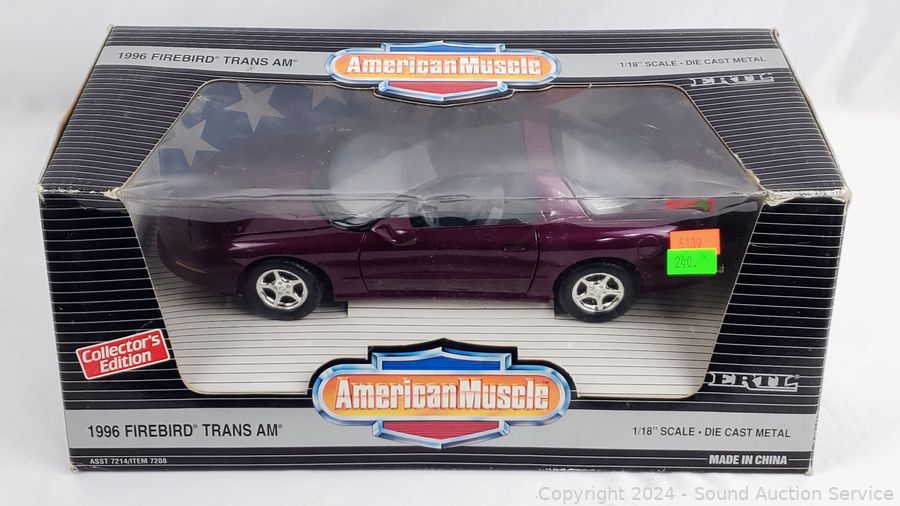 1996 FIREBIRD® TRANS AM®
American Muscle
1/18" SCALE • DIE CAST METAL
ERTL
5139
240.
Collector's
Edition
American Muscle™
ERTL®
1996 FIREBIRD® TRANS AM®
1/18" SCALE • DIE CAST METAL
ASST 7214/ITEM 7208
MADE IN CHINA
Copyright 2024 - Sound Auction Service